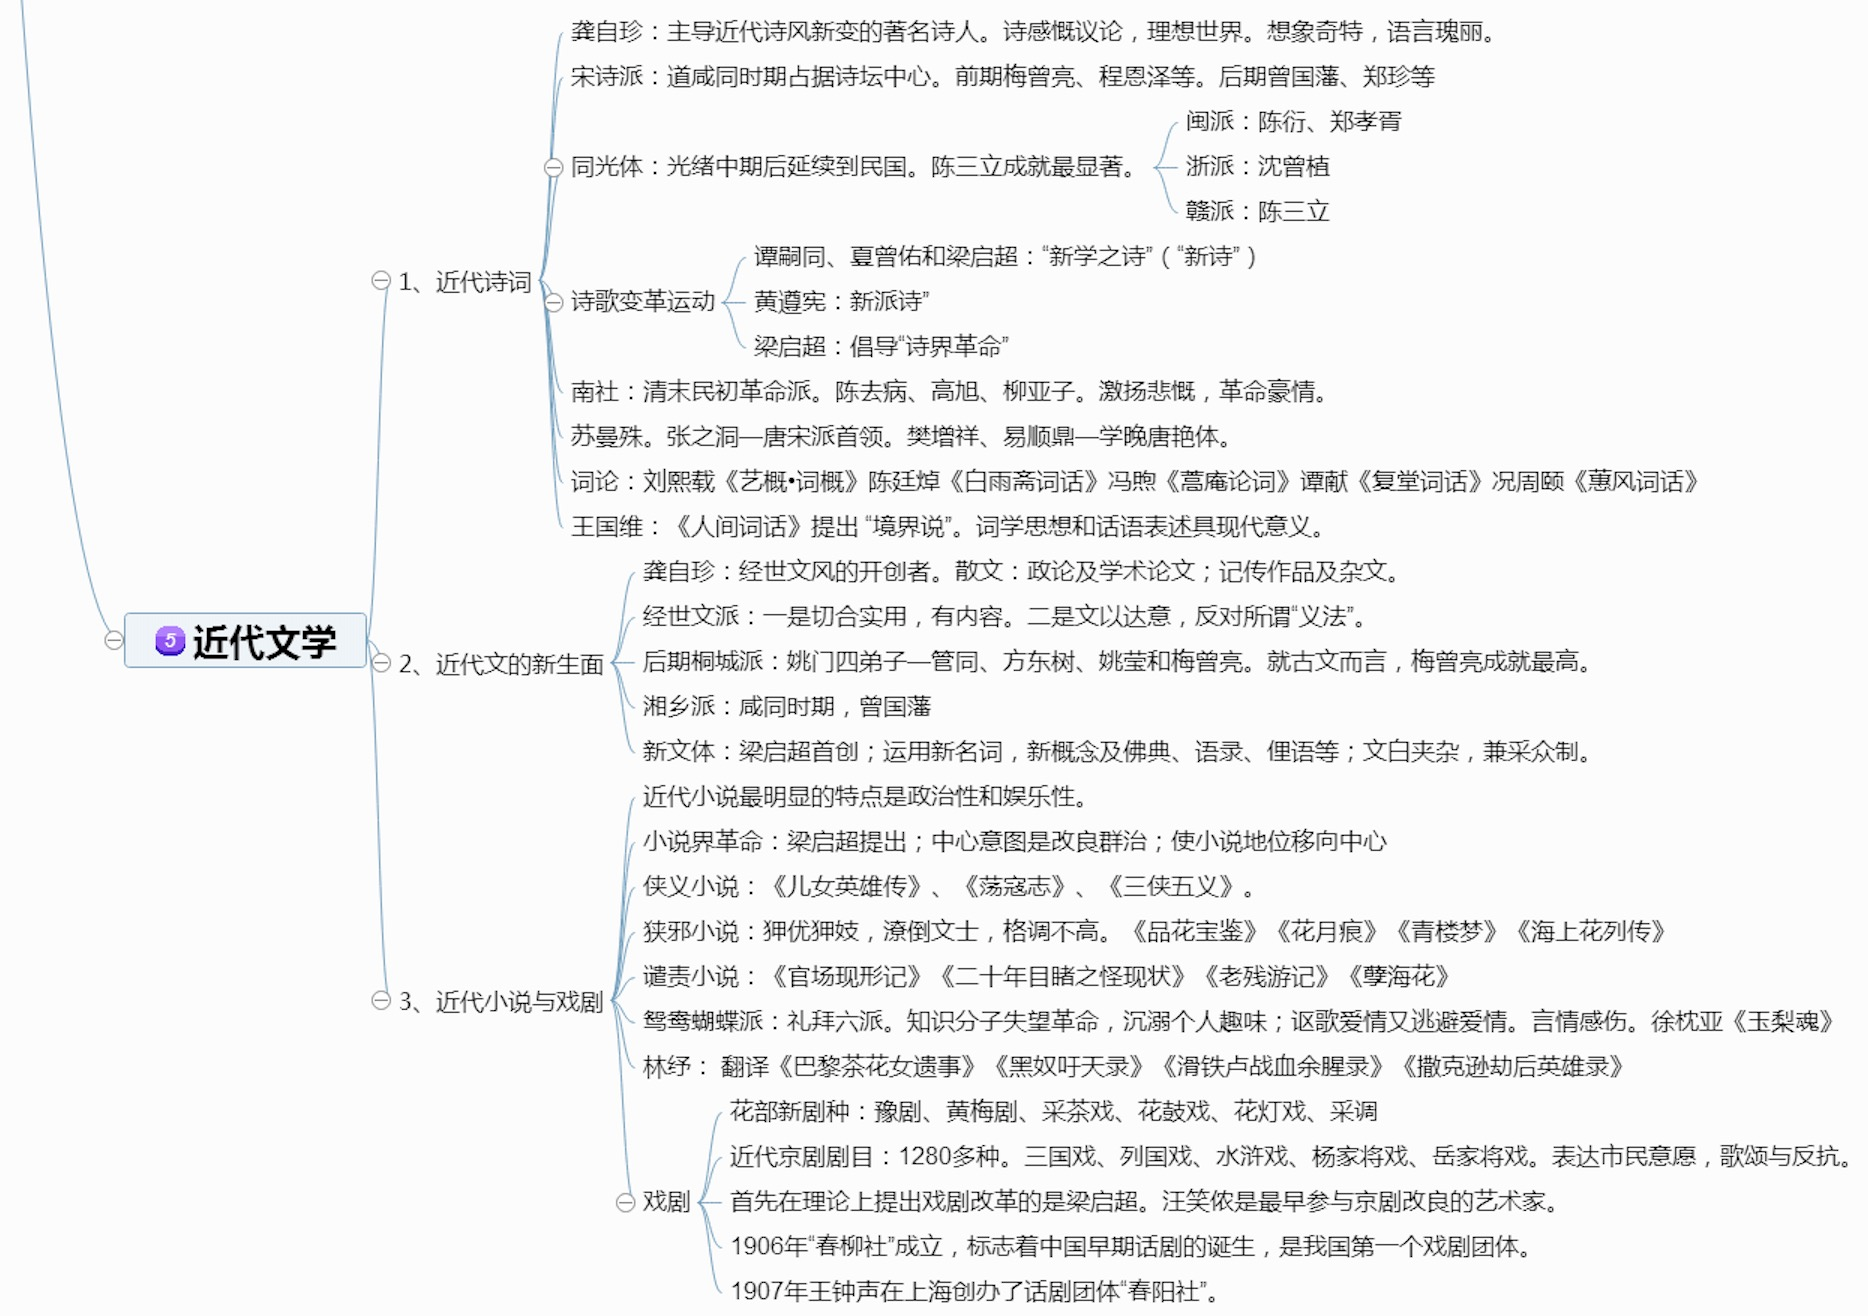 5 近代文学
1、近代诗词
龚自珍：主导近代诗风新变的著名诗人。诗感慨议论，理想世界。想象奇特，语言瑰丽。
宋诗派：道咸同时期占据诗坛中心。前期梅曾亮、程恩泽等。后期曾国藩、郑珍等
同光体：光绪中期后延续到民国。陈三立成就最显著。
闽派：陈衍、郑孝胥
浙派：沈曾植
赣派：陈三立
诗歌变革运动
谭嗣同、夏曾佑和梁启超：“新学之诗”（“新诗”）
黄遵宪：新派诗”
梁启超：倡导“诗界革命”
南社：清末民初革命派。陈去病、高旭、柳亚子。激扬悲慨，革命豪情。
苏曼殊。张之洞—唐宋派首领。樊增祥、易顺鼎—学晚唐艳体。
词论：刘熙载《艺概•词概》陈廷焯《白雨斋词话》冯煦《蒿庵论词》谭献《复堂词话》况周颐《蕙风词话》
王国维：《人间词话》提出 “境界说”。词学思想和话语表述具现代意义。
2、近代文的新生面
龚自珍：经世文风的开创者。散文：政论及学术论文；记传作品及杂文。
经世文派：一是切合实用，有内容。二是文以达意，反对所谓“义法”。
后期桐城派：姚门四弟子—管同、方东树、姚莹和梅曾亮。就古文而言，梅曾亮成就最高。
湘乡派：咸同时期，曾国藩
新文体：梁启超首创；运用新名词，新概念及佛典、语录、俚语等；文白夹杂，兼采众制。
3、近代小说与戏剧
近代小说最明显的特点是政治性和娱乐性。
小说界革命：梁启超提出；中心意图是改良群治；使小说地位移向中心
侠义小说：《儿女英雄传》、《荡寇志》、《三侠五义》。
狭邪小说：狎优狎妓，潦倒文士，格调不高。《品花宝鉴》《花月痕》《青楼梦》《海上花列传》
谴责小说：《官场现形记》《二十年目睹之怪现状》《老残游记》《孽海花》
鸳鸯蝴蝶派：礼拜六派。知识分子失望革命，沉溺个人趣味；讴歌爱情又逃避爱情。言情感伤。徐枕亚《玉梨魂》
林纾： 翻译《巴黎茶花女遗事》《黑奴吁天录》《滑铁卢战血余腥录》《撒克逊劫后英雄录》
戏剧
花部新剧种：豫剧、黄梅剧、采茶戏、花鼓戏、花灯戏、采调
近代京剧剧目：1280多种。三国戏、列国戏、水浒戏、杨家将戏、岳家将戏。表达市民意愿，歌颂与反抗。
首先在理论上提出戏剧改革的是梁启超。汪笑侬是最早参与京剧改良的艺术家。
1906年“春柳社”成立，标志着中国早期话剧的诞生，是我国第一个戏剧团体。
1907年王钟声在上海创办了话剧团体“春阳社”。